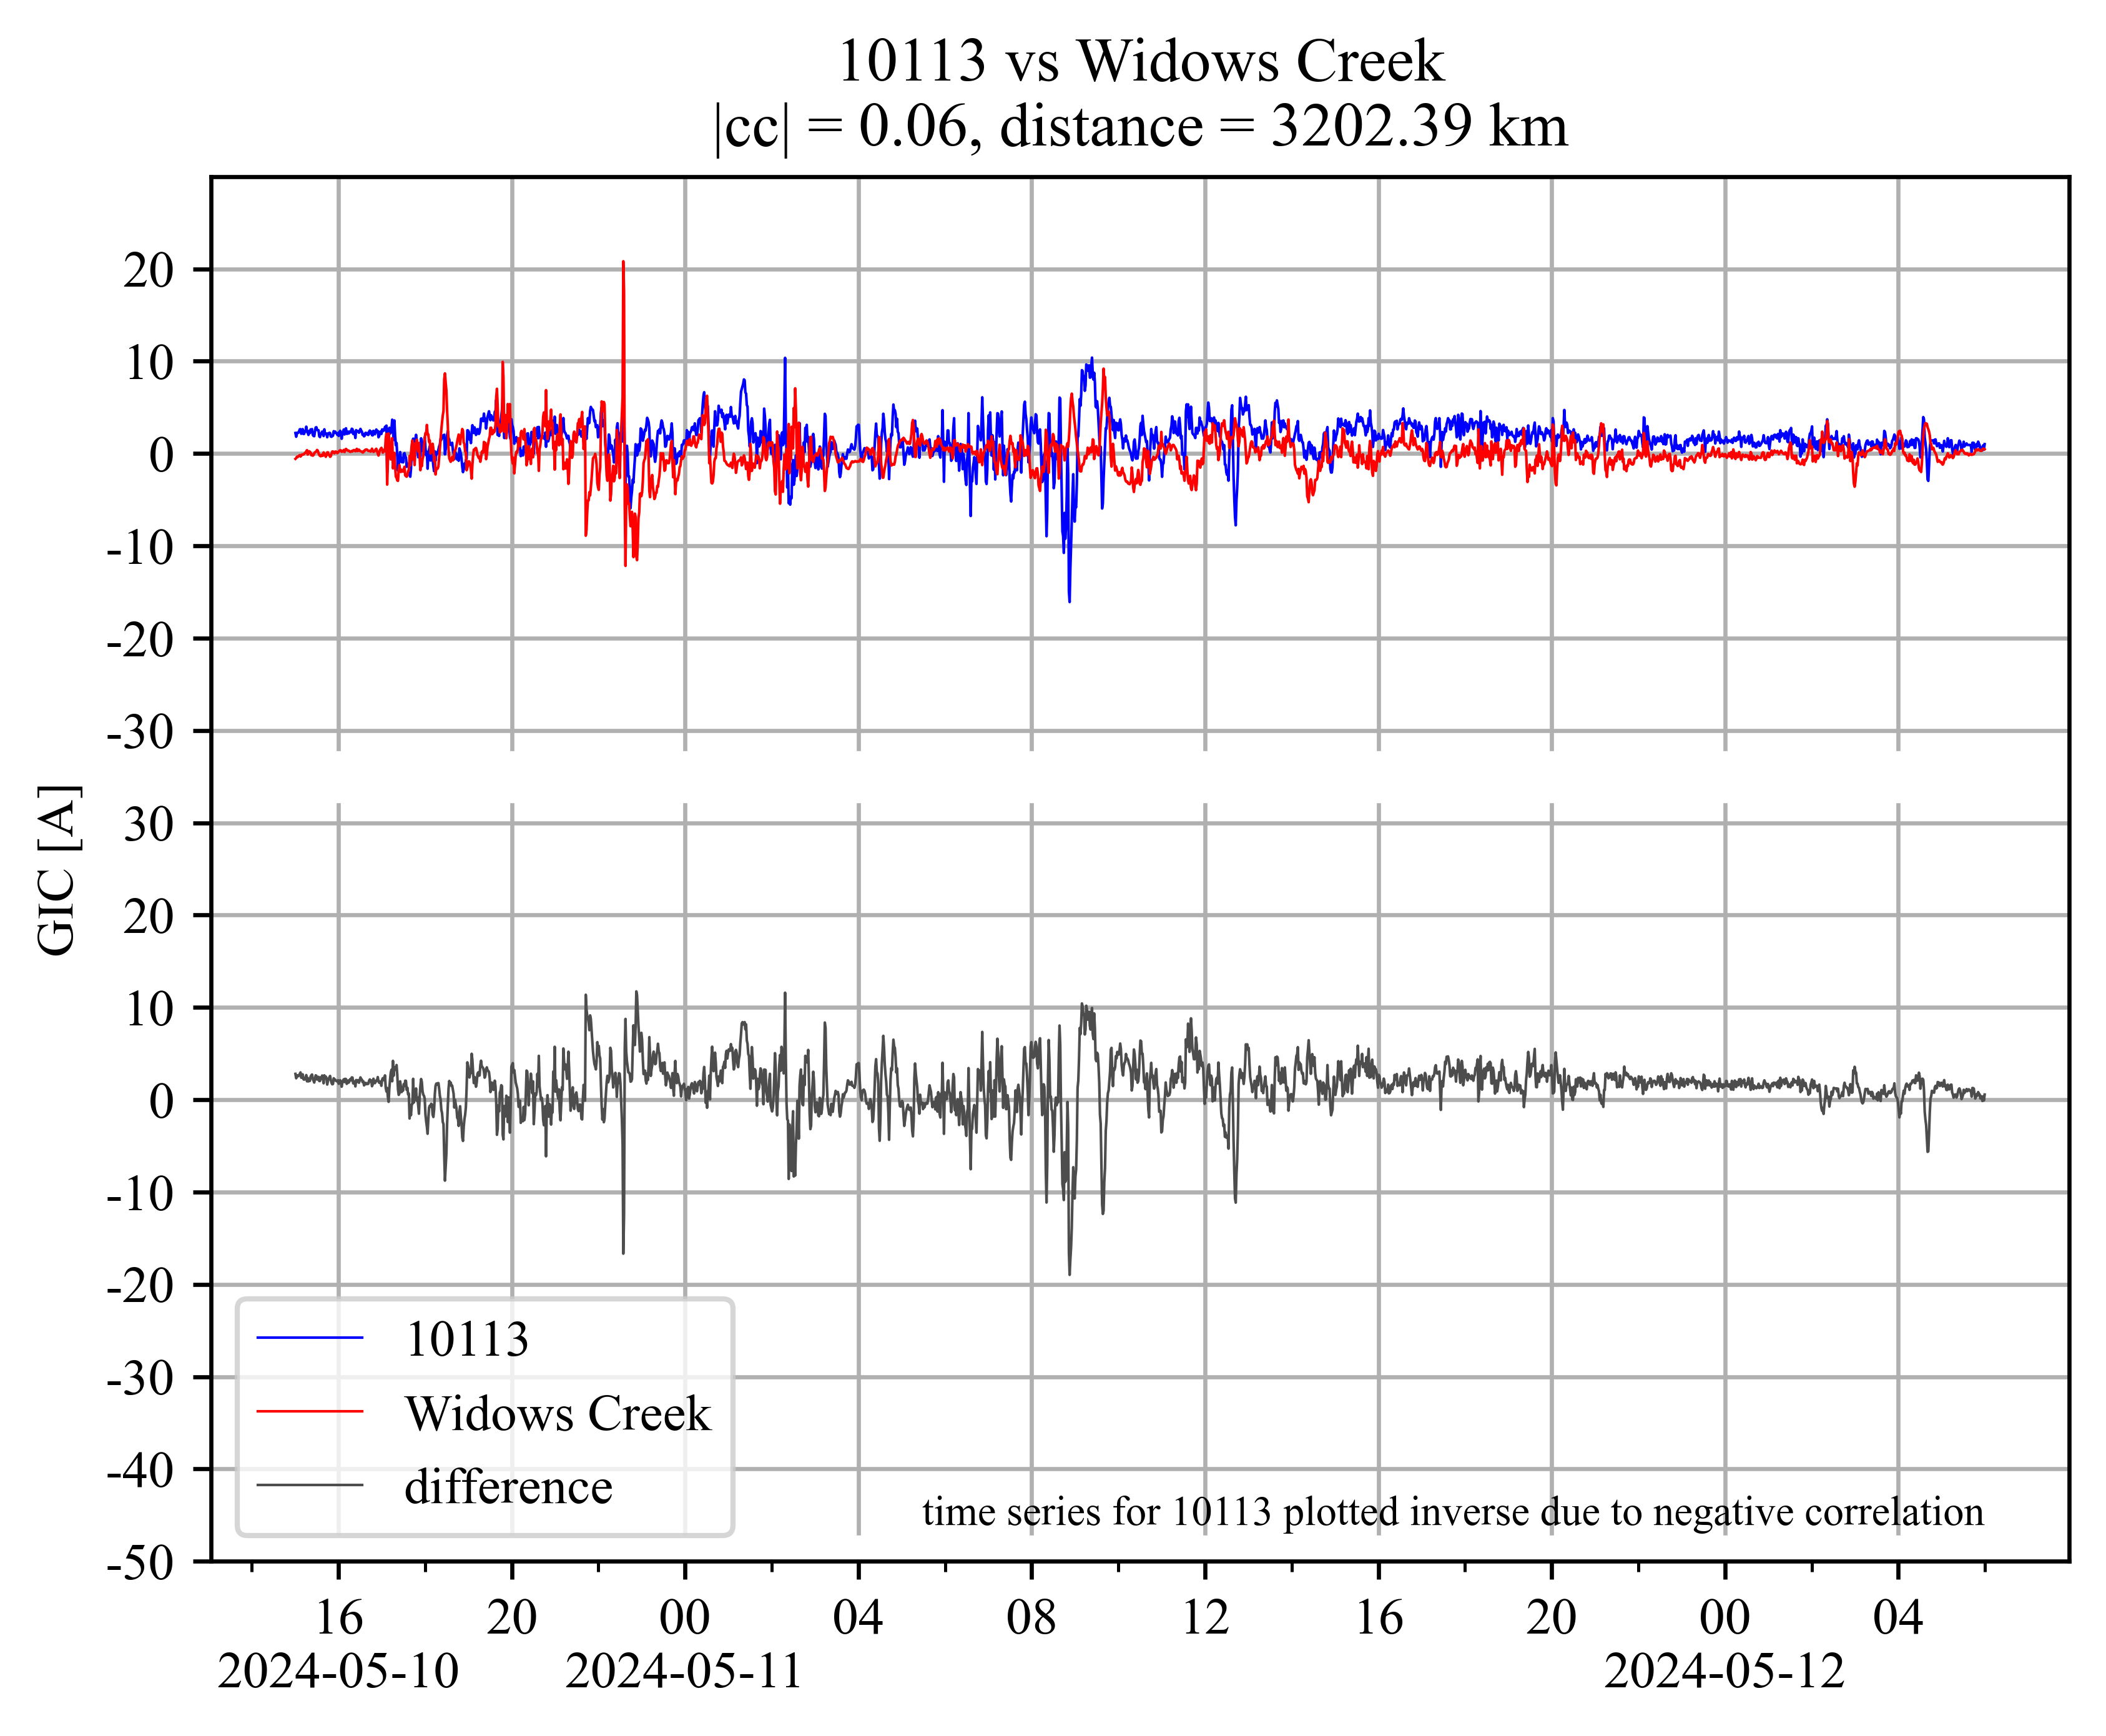 10113 vs Widows Creek
|cc| = 0.06, distance = 3202.39 km
GIC [A]
20
10
0
-10
-20
-30
30
20
10
0
-10
-20
-30
-40
-50
10113
Widows Creek
difference
time series for 10113 plotted inverse due to negative correlation
16 20 00 04 08 12 16 20 00 04
2024-05-10 2024-05-11 2024-05-12